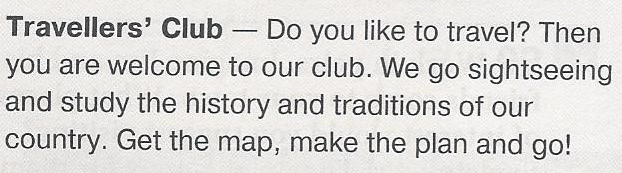 Travellers’ Club — Do you like to travel? Then
you are welcome to our club. We go sightseeing
and study the history and traditions of our
country. Get the map, make the plan and go!